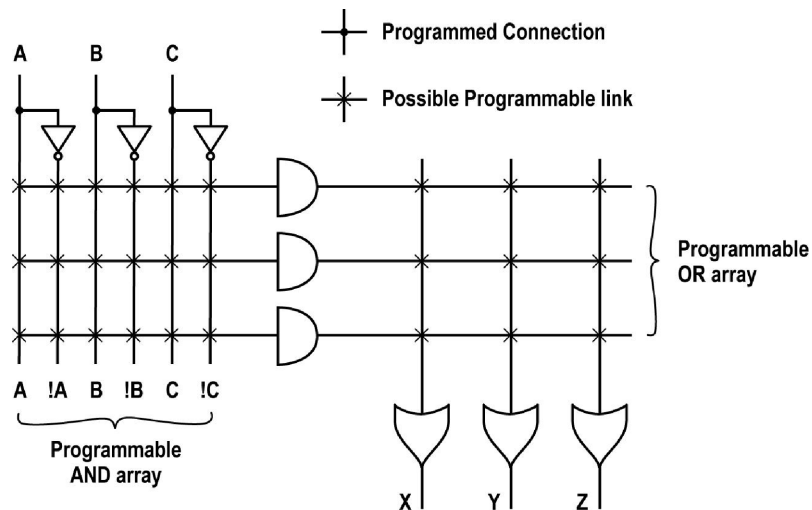 Programmed Connection
A B C
Possible Programmable link
Programmable
OR array
A !A B !B C !C
Programmable
AND array
X Y Z